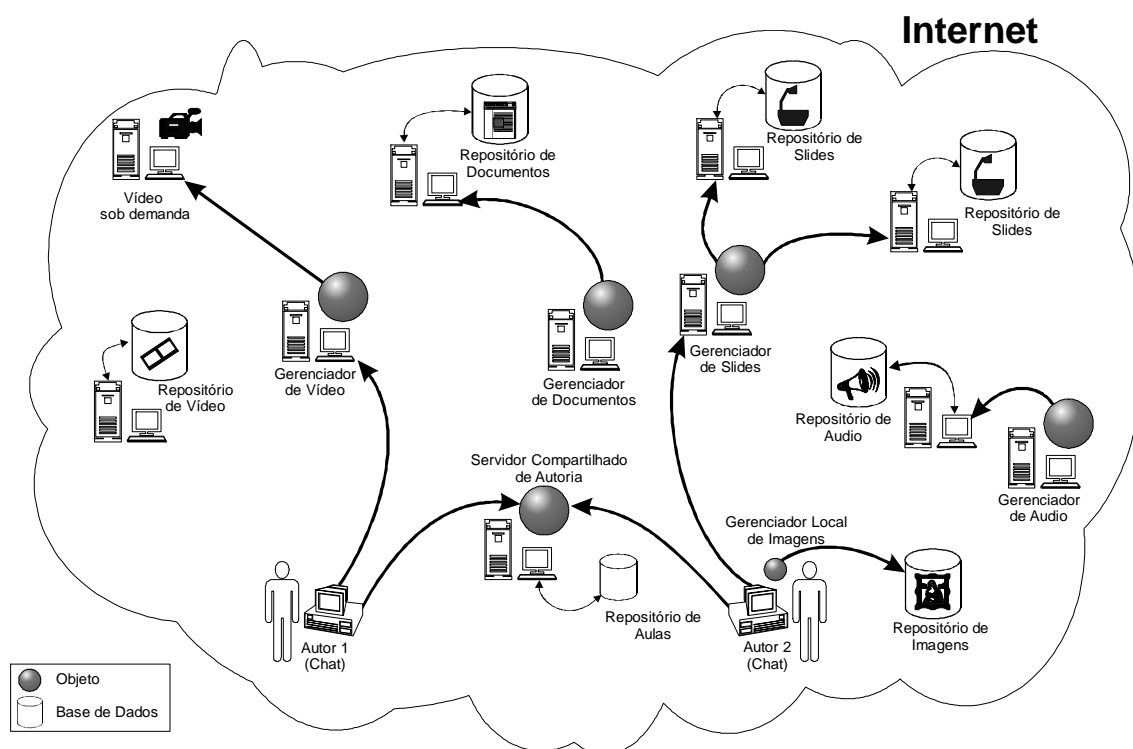 Internet
Vídeo
sob demanda
Repositório de
Documentos
Repositório de
Slides
Repositório de
Slides
Repositório
de Vídeo
Gerenciador
de Vídeo
Gerenciador
de Documentos
Gerenciador
de Slides
Repositório de
Audio
Gerenciador
de Audio
Servidor Compartilhado
de Autoria
Gerenciador Local
de Imagens
Autor 1
(Chat)
Repositório de
Aulas
Autor 2
(Chat)
Repositório de
Imagens
Objeto
Base de Dados